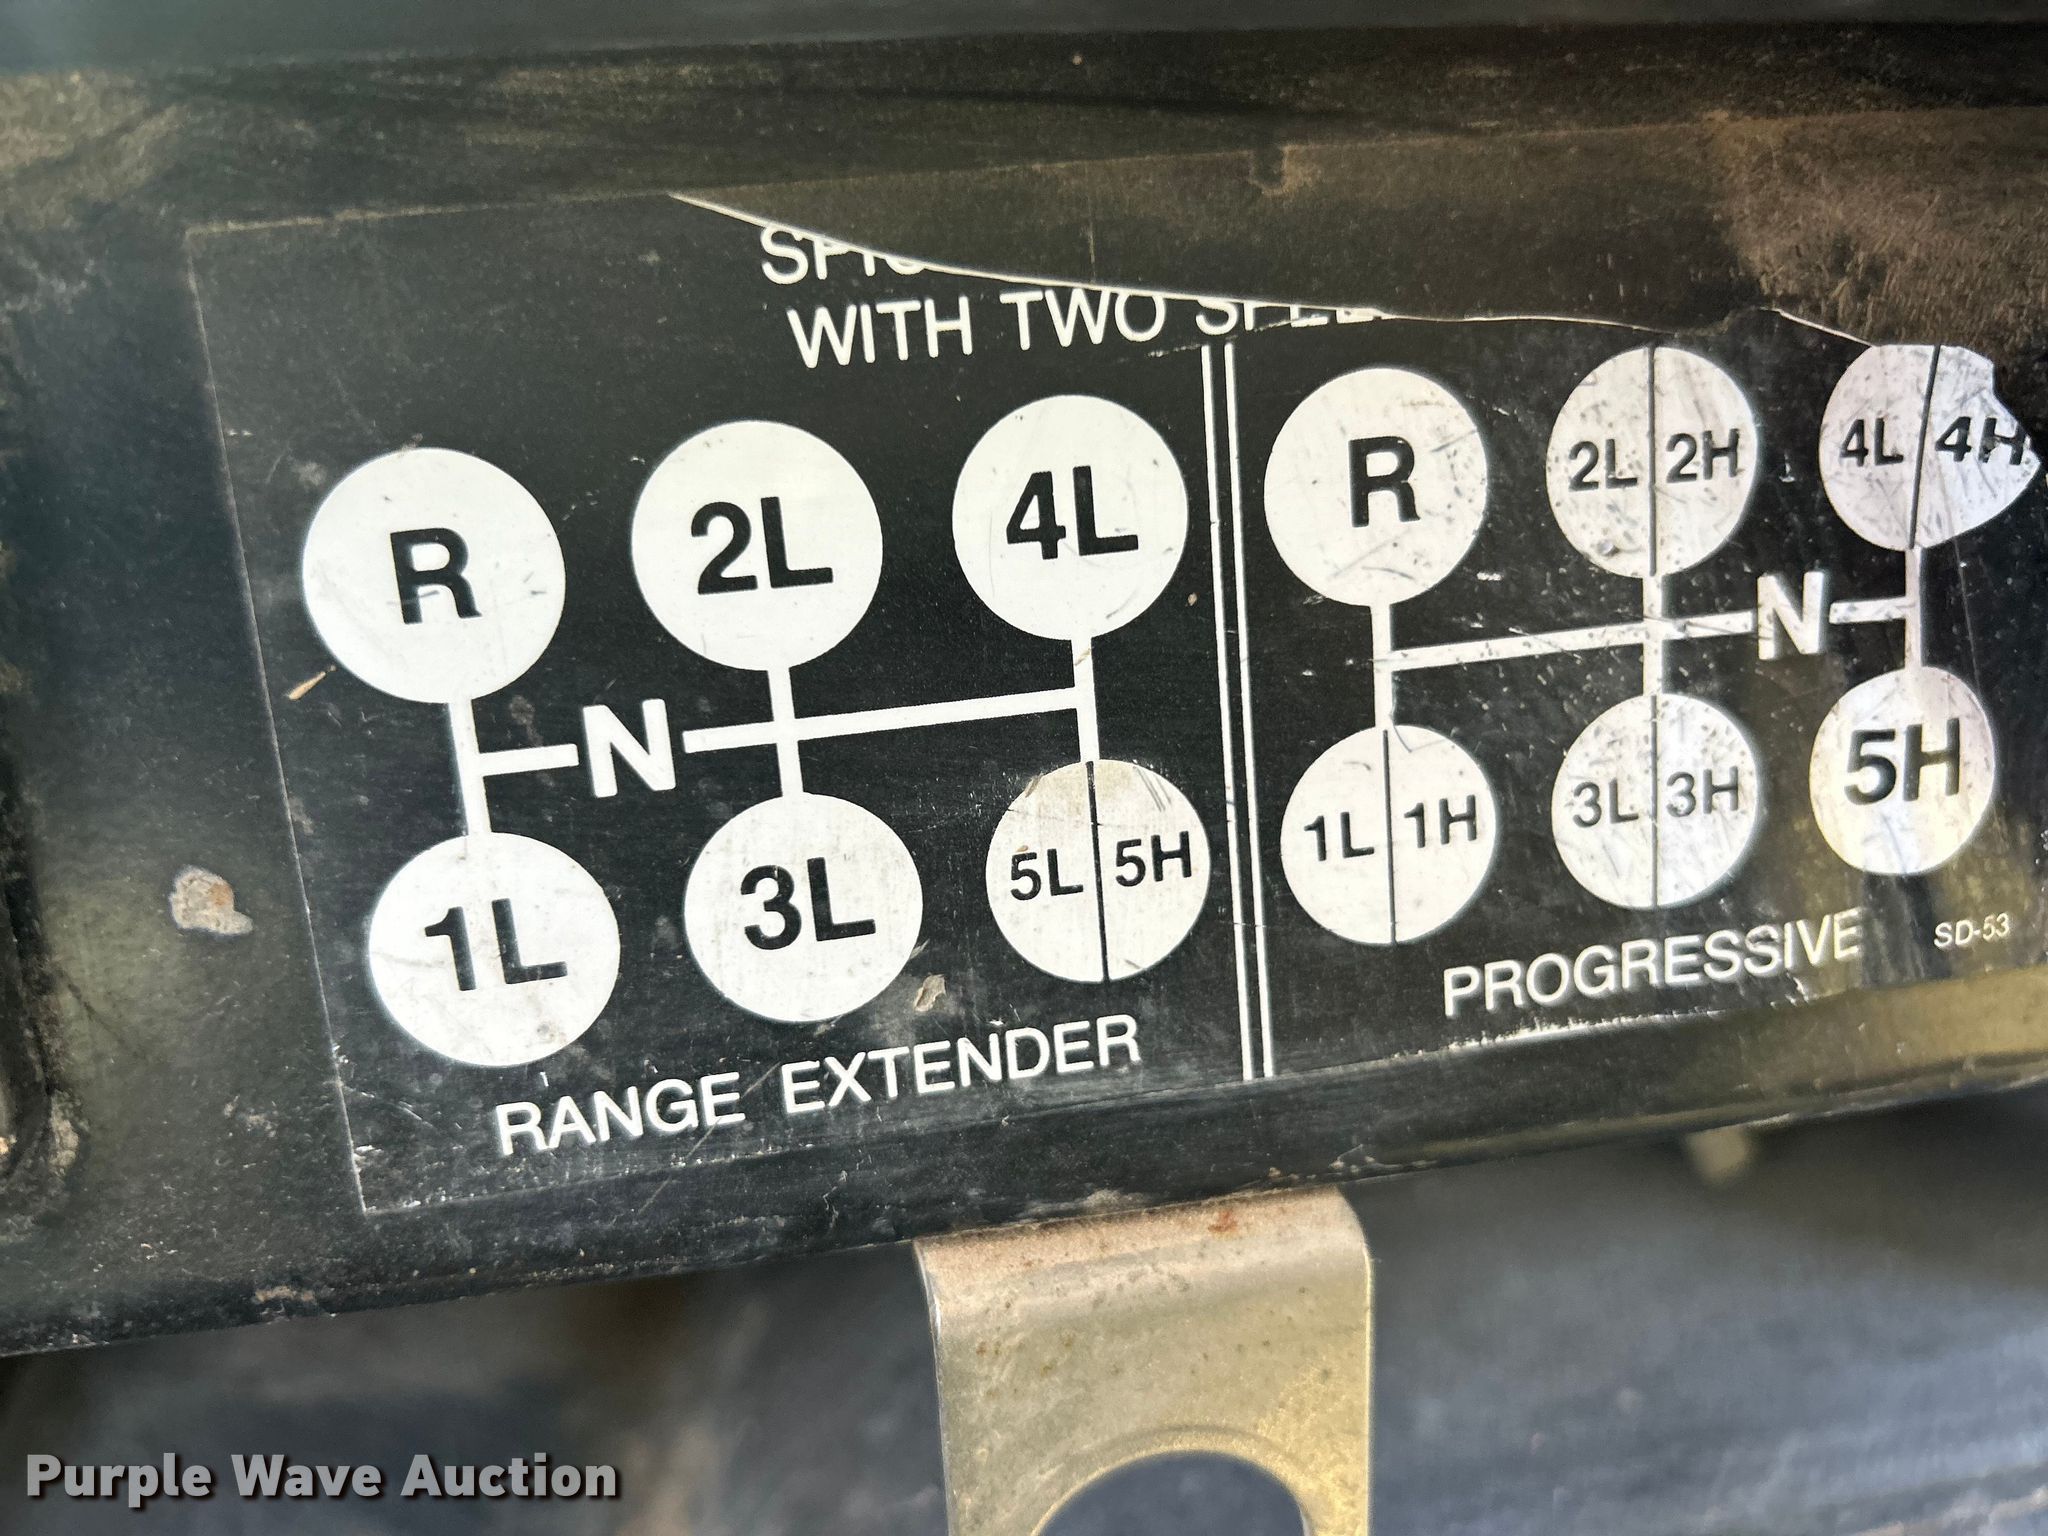 WITH TWO
R 2L 4L
N
1L 3L 5L 5H
RANGE EXTENDER
R 2L 2H 4L 4H
N
1L 1H 3L 3H 5H
PROGRESSIVE SD-53
Purple Wave Auction